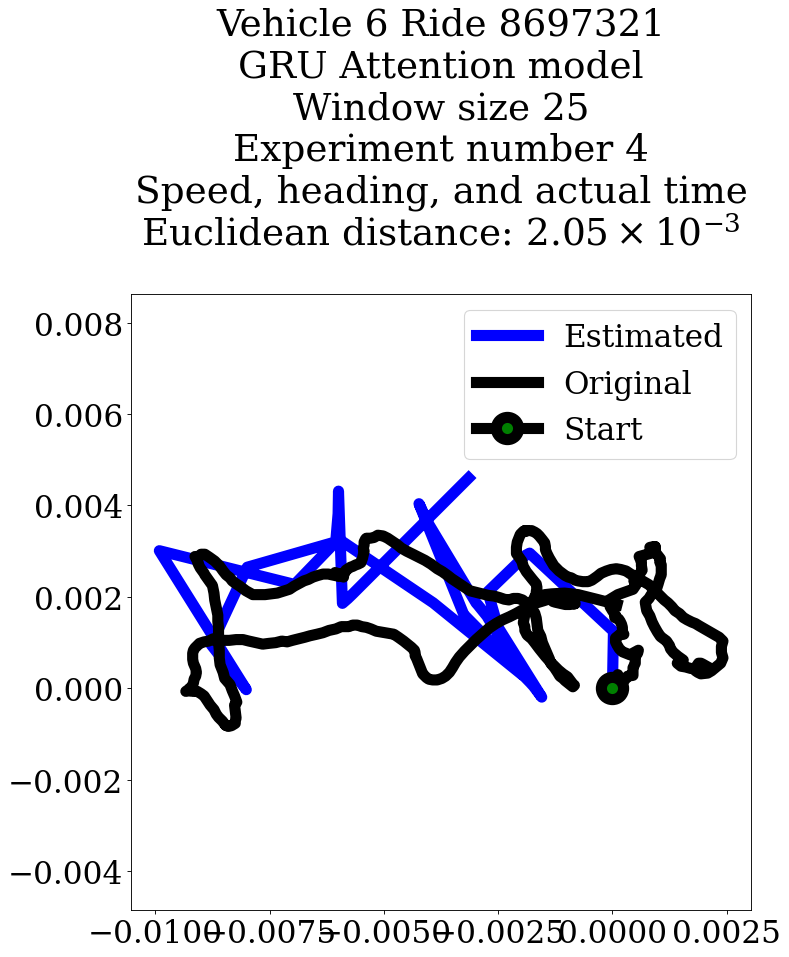 Vehicle 6 Ride 8697321
GRU Attention model
Window size 25
Experiment number 4
Speed, heading, and actual time
Euclidean distance: 2.05 × 10⁻³
Estimated
Original
Start
0.008
0.006
0.004
0.002
0.000
−0.002
−0.004
−0.0100 −0.0075 −0.0050 −0.0025 0.0000 0.0025